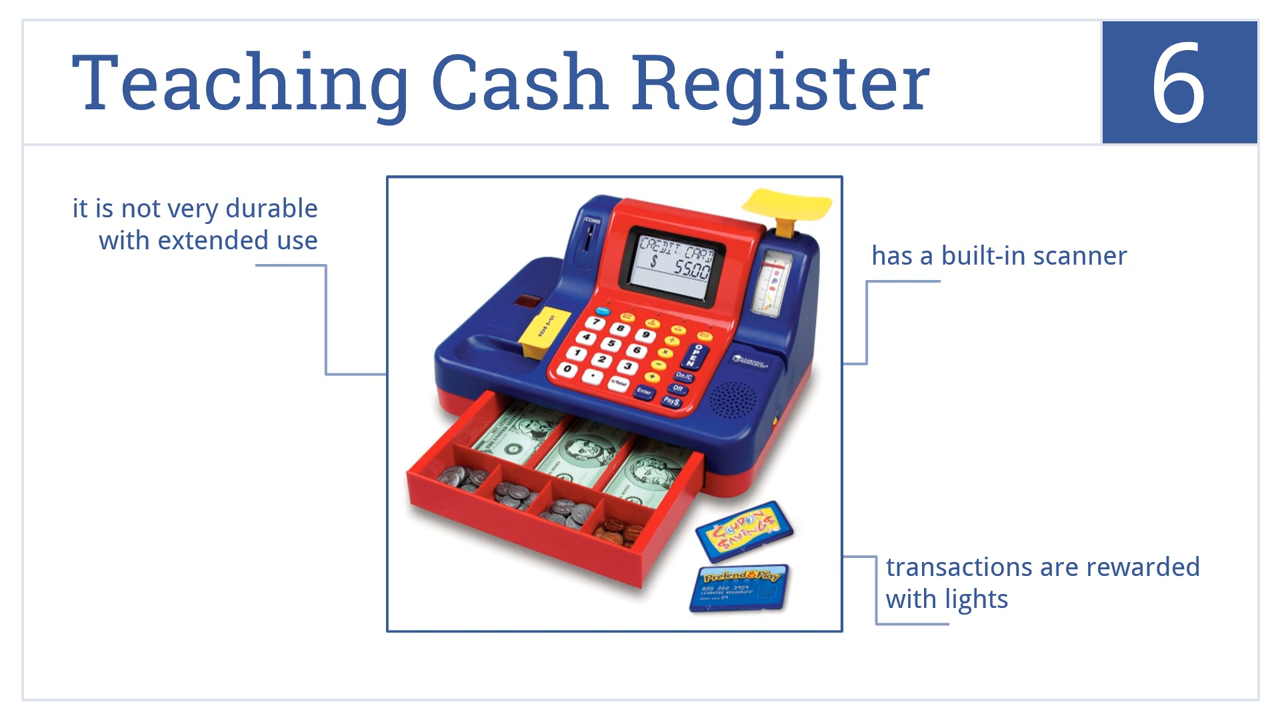 Teaching Cash Register
6
it is not very durable
with extended use
has a built-in scanner
transactions are rewarded
with lights
CREDIT CARD
$ 55.00
7 8 9
4 5 6
1 2 3
0 .
OPEN
On/C
Off
Enter
Pay$
COUPON
$AVING$
Pretend & Play